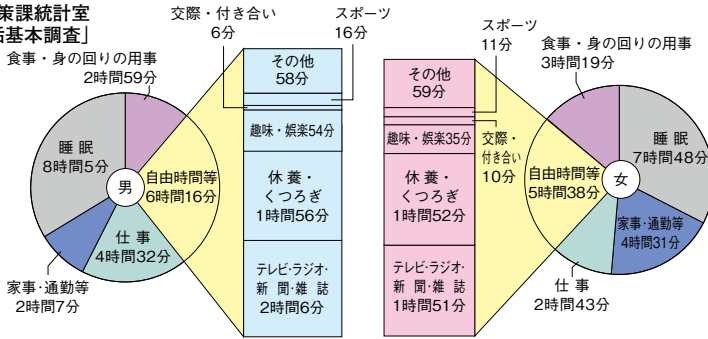 策課統計室
活基本調査」
食事・身の回りの用事
2時間59分
睡眠
8時間5分
男
自由時間等
6時間16分
仕事
4時間32分
家事・通勤等
2時間7分
交際・付き合い
6分
スポーツ
16分
その他
58分
趣味・娯楽54分
休養・
くつろぎ
1時間56分
テレビ・ラジオ・
新聞・雑誌
2時間6分
スポーツ
11分
その他
59分
趣味・娯楽35分
交際・
付き合い
10分
休養・
くつろぎ
1時間52分
テレビ・ラジオ・
新聞・雑誌
1時間51分
食事・身の回りの用事
3時間19分
睡眠
7時間48分
女
自由時間等
5時間38分
家事・通勤等
4時間31分
仕事
2時間43分